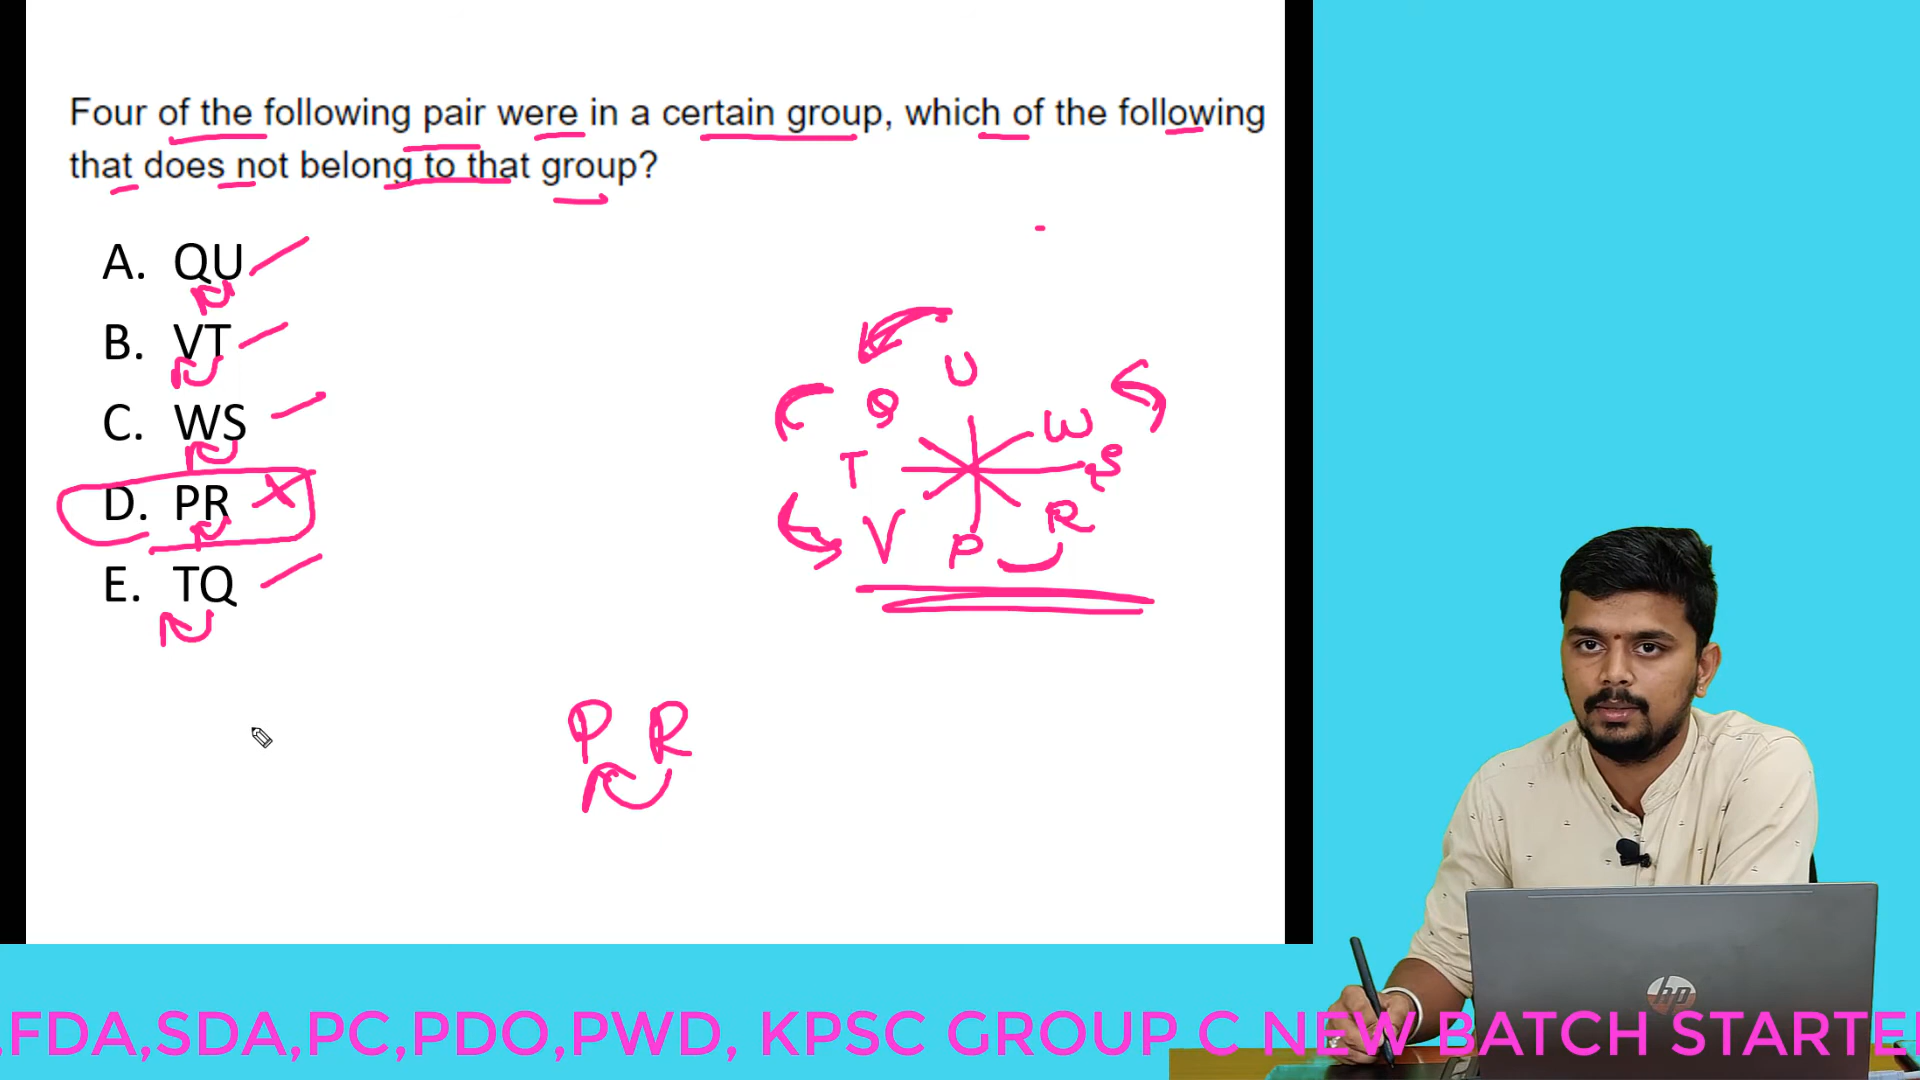 Four of the following pair were in a certain group, which of the following
that does not belong to that group?
A. QU
B. VT
C. WS
D. PR
E. TQ
U
Q
W
T
S
R
V
P
P R
hp
,FDA,SDA,PC,PDO,PWD, KPSC GROUP C NEW BATCH STARTE